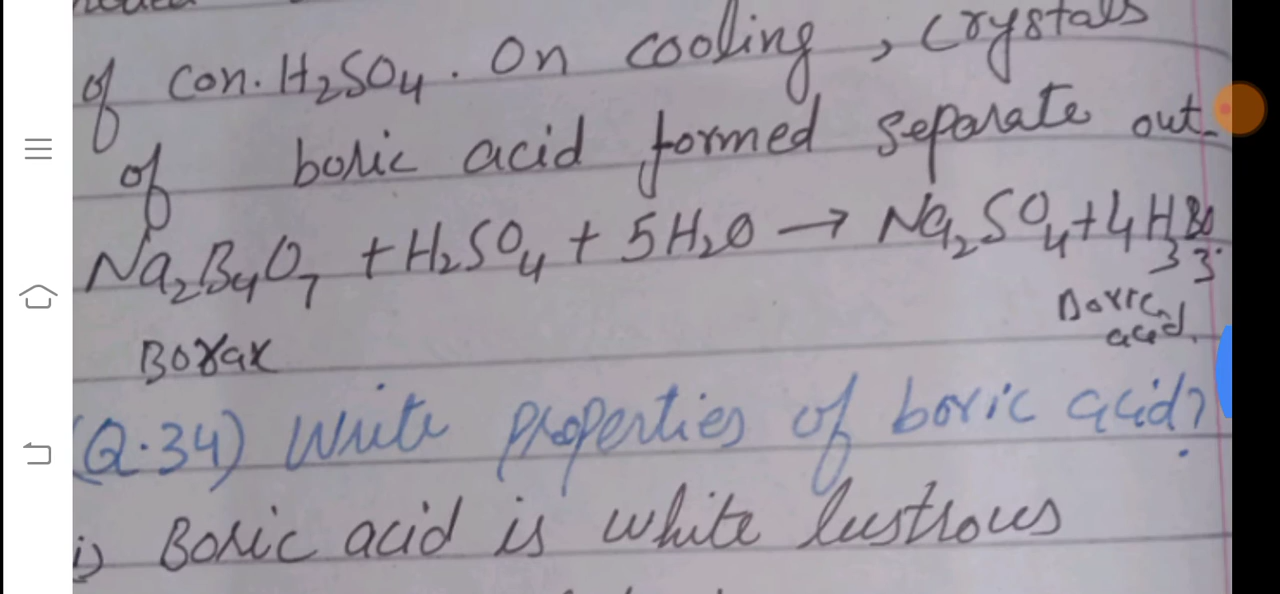 of con. H₂SO₄. On cooling, crystals
of boric acid formed separate out.
Na₂B₄O₇ + H₂SO₄ + 5H₂O → Na₂SO₄ + 4H₃BO₃.
Borax Boric acid.
(Q.34) Write properties of boric acid?
i) Boric acid is white lustrous